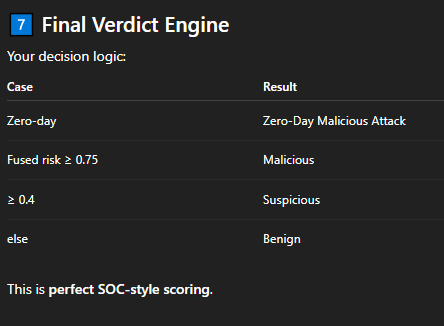 7 Final Verdict Engine
Your decision logic:
Case Result
Zero-day Zero-Day Malicious Attack
Fused risk ≥ 0.75 Malicious
≥ 0.4 Suspicious
else Benign
This is perfect SOC-style scoring.